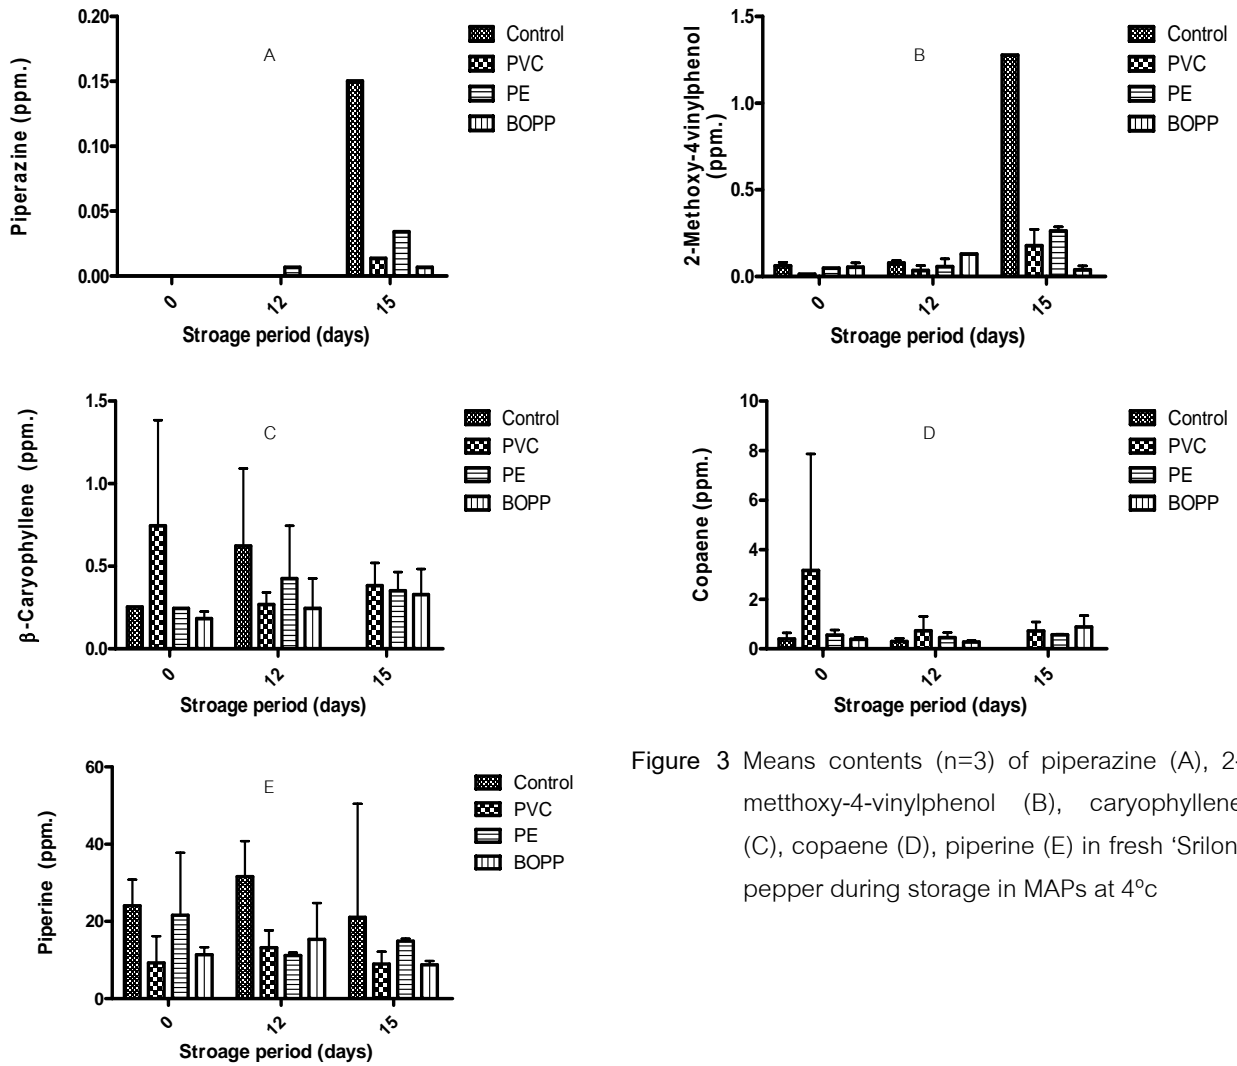 0.20
0.15
0.10
0.05
0.00
Piperazine (ppm.)
A
0
12
15
Stroage period (days)
Control
PVC
PE
BOPP
1.5
1.0
0.5
0.0
2-Methoxy-4vinylphenol
(ppm.)
B
0
12
15
Stroage period (days)
Control
PVC
PE
BOPP
1.5
1.0
0.5
0.0
β-Caryophyllene (ppm.)
C
0
12
15
Stroage period (days)
Control
PVC
PE
BOPP
10
8
6
4
2
0
Copaene (ppm.)
D
0
12
15
Stroage period (days)
Control
PVC
PE
BOPP
60
40
20
0
Piperine (ppm.)
E
0
12
15
Stroage period (days)
Control
PVC
PE
BOPP
Figure 3 Means contents (n=3) of piperazine (A), 2-
metthoxy-4-vinylphenol (B), caryophyllene
(C), copaene (D), piperine (E) in fresh ‘Srilon
pepper during storage in MAPs at 4ºc